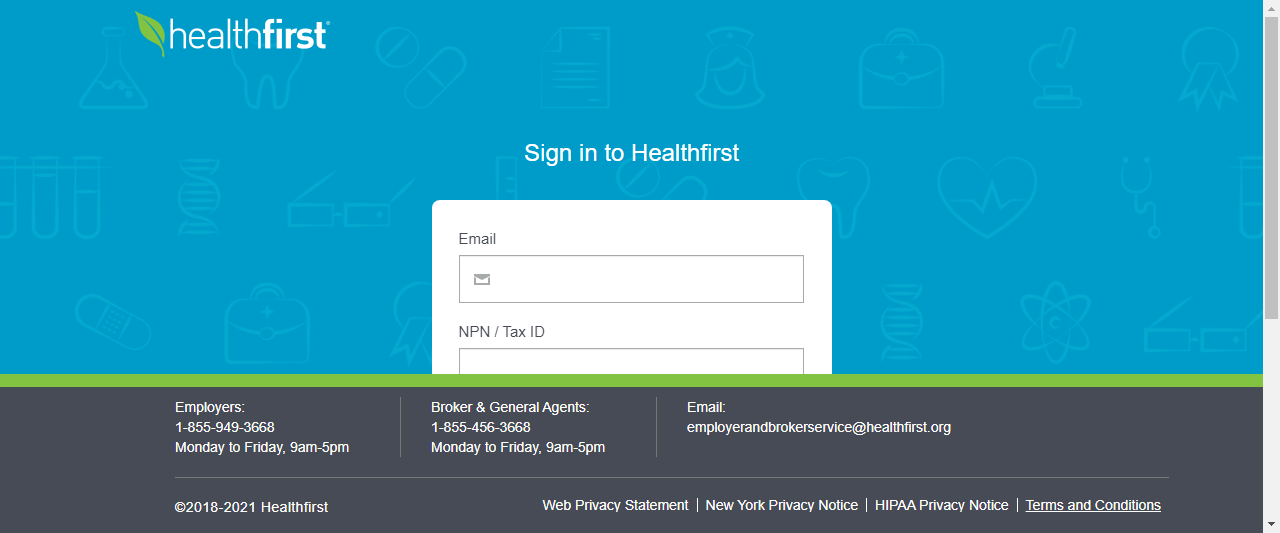 healthfirst®
Sign in to Healthfirst
Email
NPN / Tax ID
Employers:
1-855-949-3668
Monday to Friday, 9am-5pm
Broker & General Agents:
1-855-456-3668
Monday to Friday, 9am-5pm
Email:
employerandbrokerservice@healthfirst.org
©2018-2021 Healthfirst
Web Privacy Statement | New York Privacy Notice | HIPAA Privacy Notice | Terms and Conditions